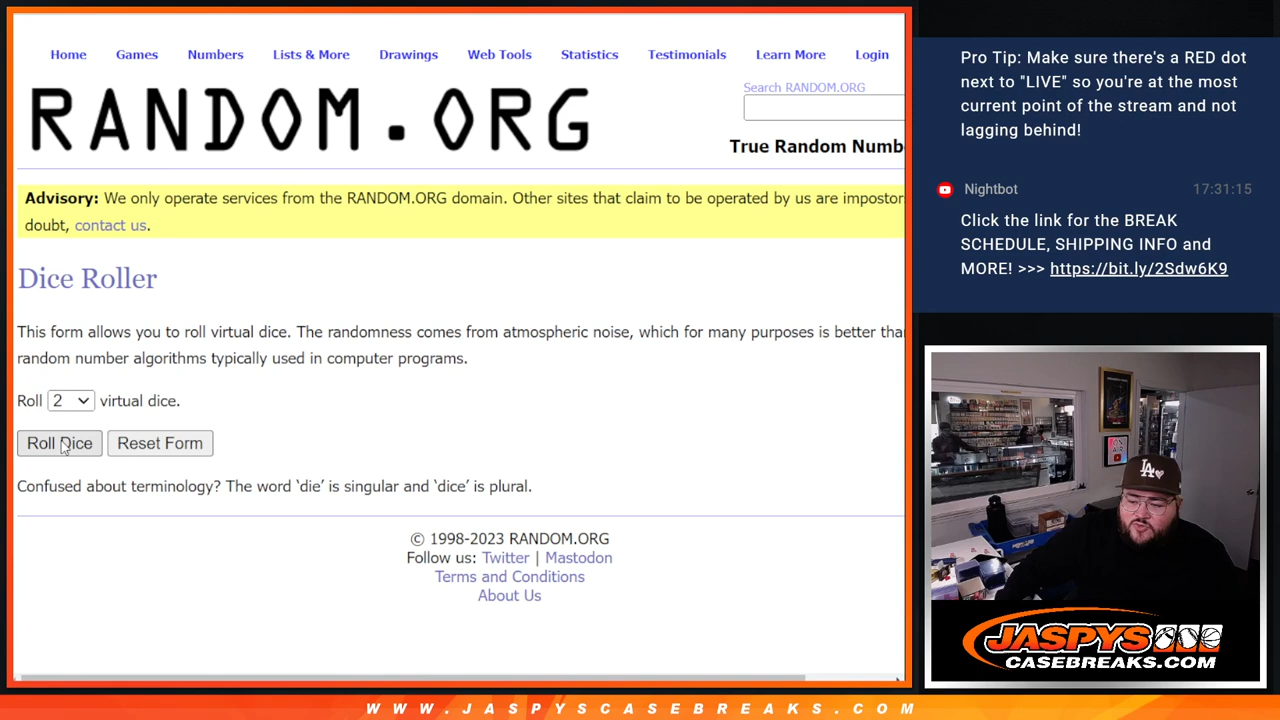 Home Games Numbers Lists & More Drawings Web Tools Statistics Testimonials Learn More Login
RANDOM.ORG
Search RANDOM.ORG
True Random Numb
Advisory: We only operate services from the RANDOM.ORG domain. Other sites that claim to be operated by us are impostor
doubt, contact us.
Dice Roller
This form allows you to roll virtual dice. The randomness comes from atmospheric noise, which for many purposes is better tha
random number algorithms typically used in computer programs.
Roll 2 virtual dice.
Roll Dice Reset Form
Confused about terminology? The word ‘die’ is singular and ‘dice’ is plural.
© 1998-2023 RANDOM.ORG
Follow us: Twitter | Mastodon
Terms and Conditions
About Us
Pro Tip: Make sure there's a RED dot
next to "LIVE" so you're at the most
current point of the stream and not
lagging behind!
Nightbot 17:31:15
Click the link for the BREAK
SCHEDULE, SHIPPING INFO and
MORE! >>> https://bit.ly/2Sdw6K9
LA
JASPYS
CASEBREAKS.COM
WWW.JASPYSCASEBREAKS.COM